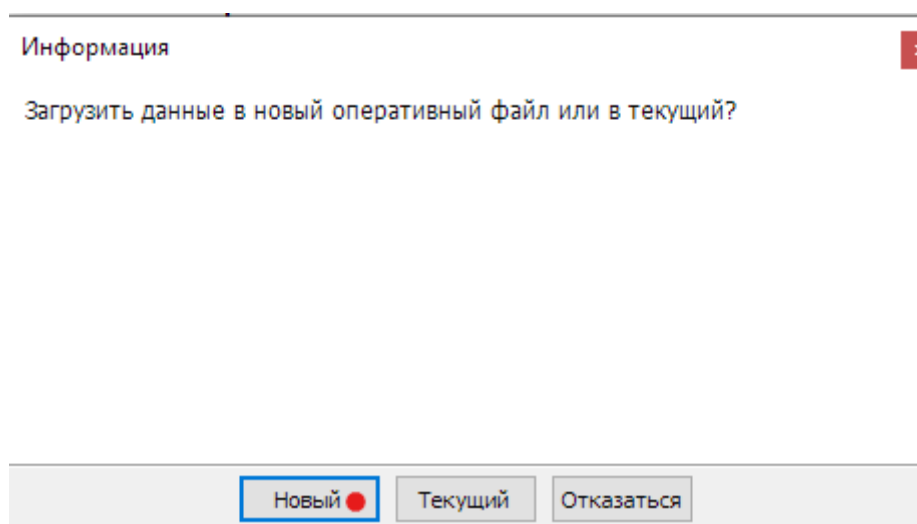 Информация
Загрузить данные в новый оперативный файл или в текущий?
Новый Текущий Отказаться